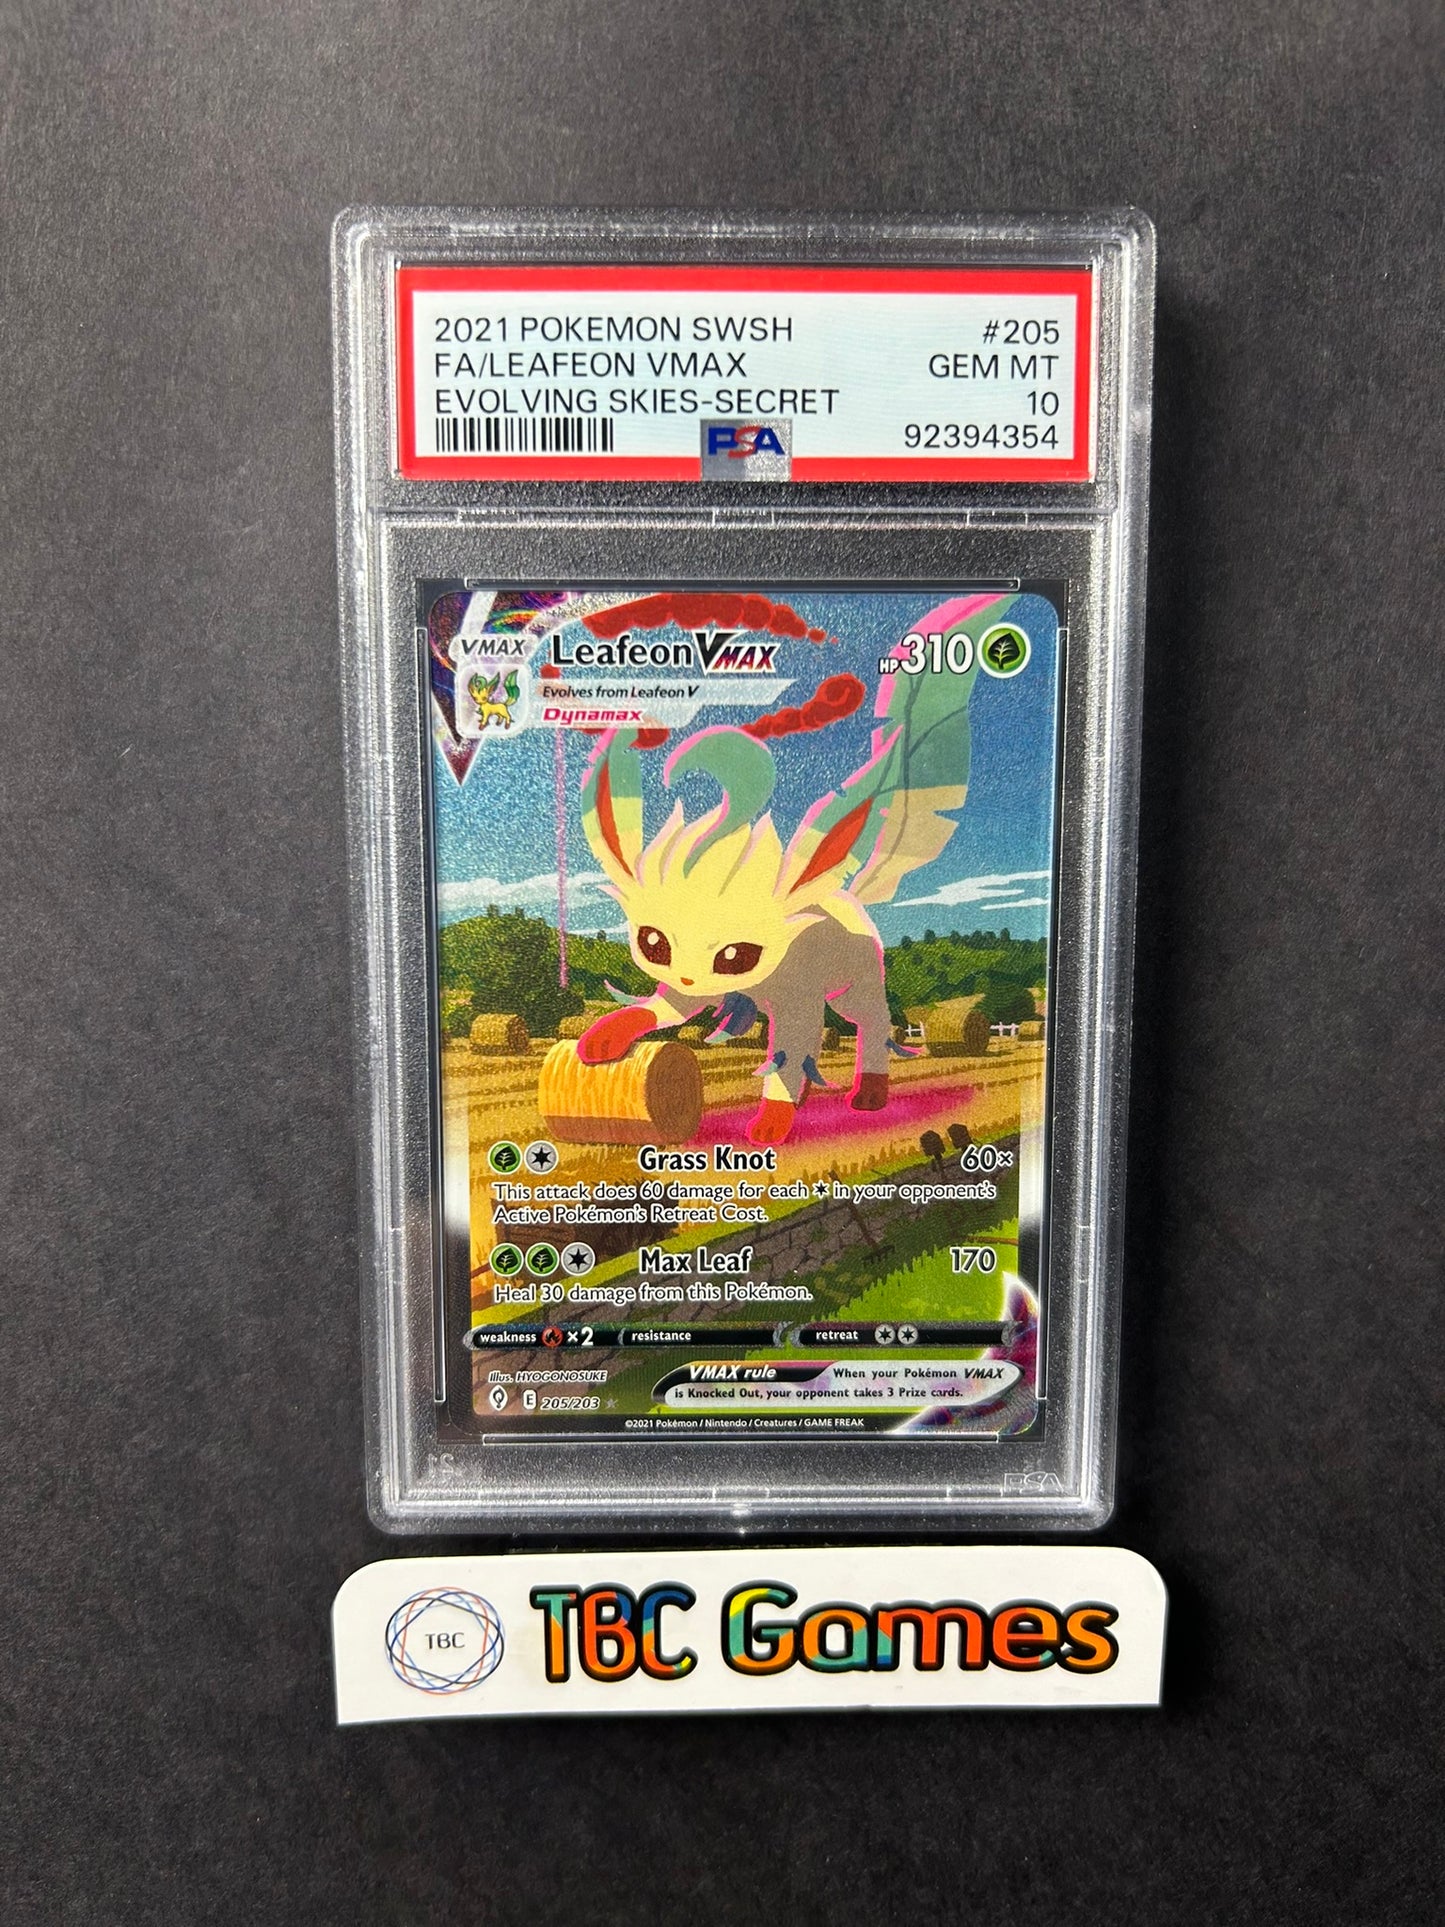 2021 POKEMON SWSH #205
FA/LEAFEON VMAX GEM MT
EVOLVING SKIES-SECRET 10
PSA 92394354
VMAX Leafeon VMAX HP 310
Evolves from Leafeon V
Dynamax
Grass Knot 60×
This attack does 60 damage for each in your opponent's
Active Pokémon's Retreat Cost.
Max Leaf 170
Heal 30 damage from this Pokémon.
weakness ×2 resistance retreat
Illus. HYOGONOSUKE
VMAX rule When your Pokémon VMAX
is Knocked Out, your opponent takes 3 Prize cards.
E 205/203
©2021 Pokémon / Nintendo / Creatures / GAME FREAK
PSA
TBC TBC Games